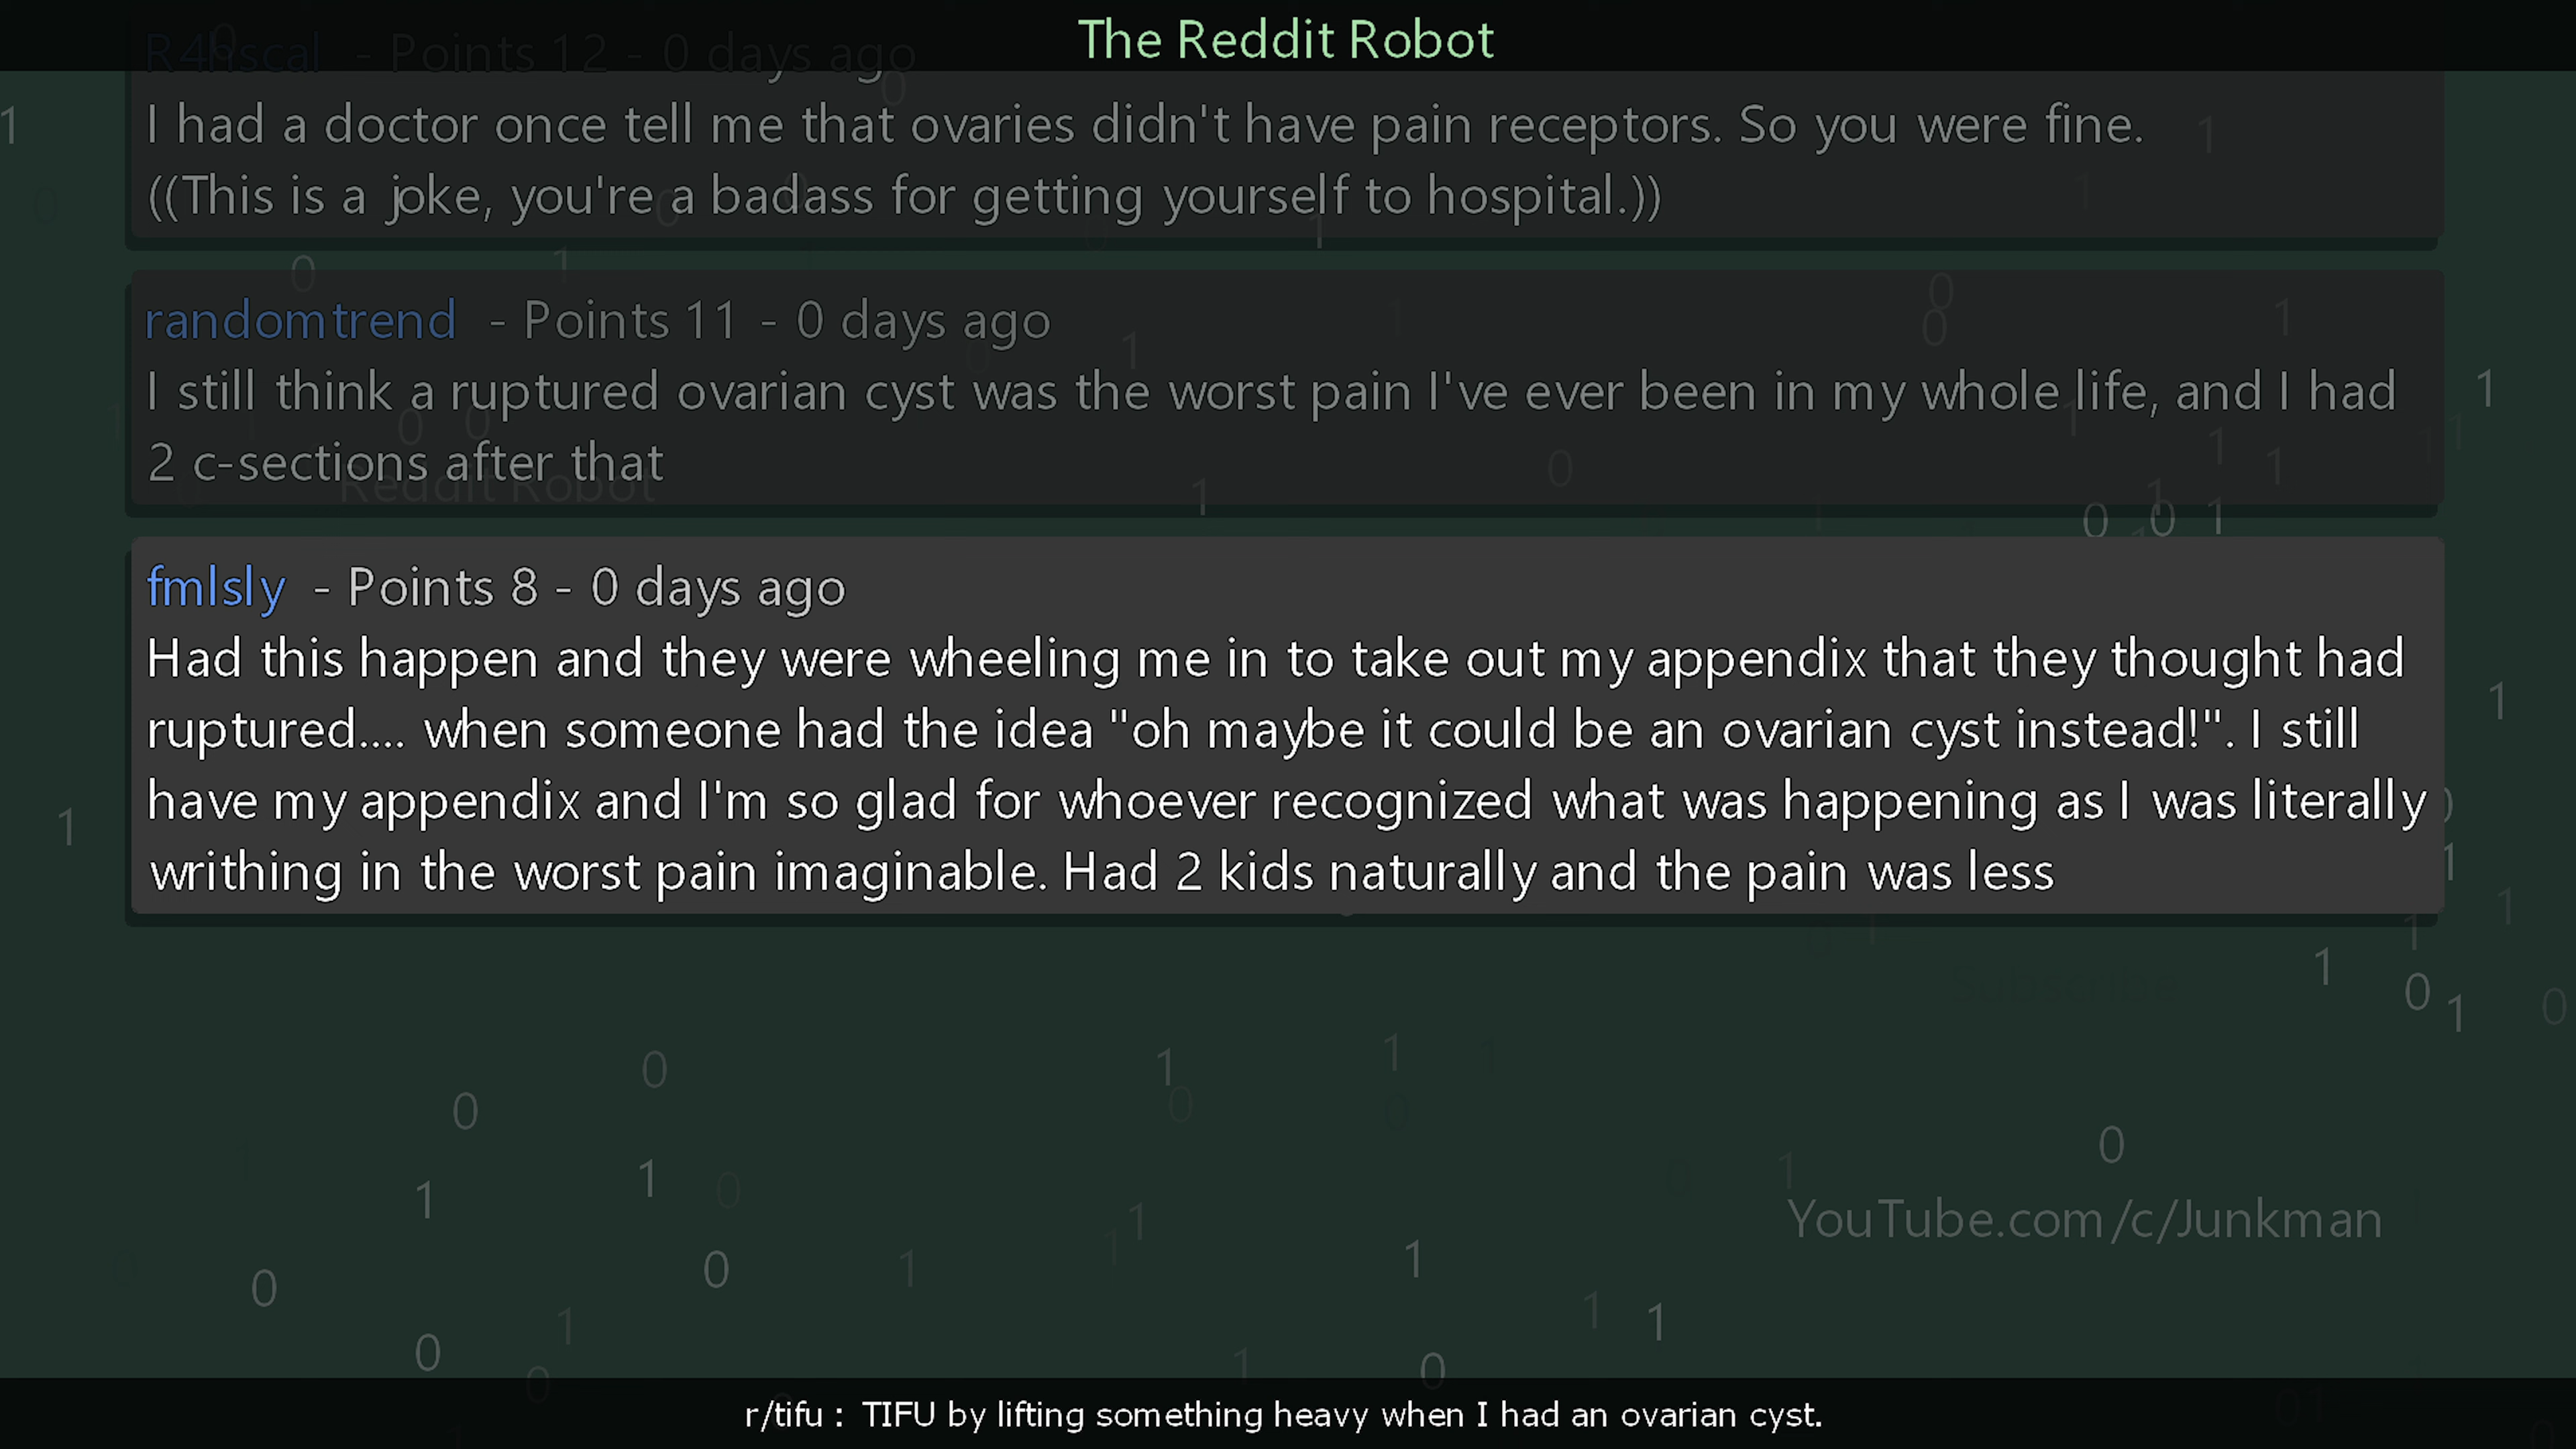 The Reddit Robot
- Points 12 - 0 days ago
I had a doctor once tell me that ovaries didn't have pain receptors. So you were fine.
((This is a joke, you're a badass for getting yourself to hospital.))
randomtrend - Points 11 - 0 days ago
I still think a ruptured ovarian cyst was the worst pain I've ever been in my whole life, and I had
2 c-sections after that
Reddit Robot
fmlsly - Points 8 - 0 days ago
Had this happen and they were wheeling me in to take out my appendix that they thought had
ruptured.... when someone had the idea "oh maybe it could be an ovarian cyst instead!". I still
have my appendix and I'm so glad for whoever recognized what was happening as I was literally
writhing in the worst pain imaginable. Had 2 kids naturally and the pain was less
Subscribe
YouTube.com/c/Junkman
r/tifu : TIFU by lifting something heavy when I had an ovarian cyst.